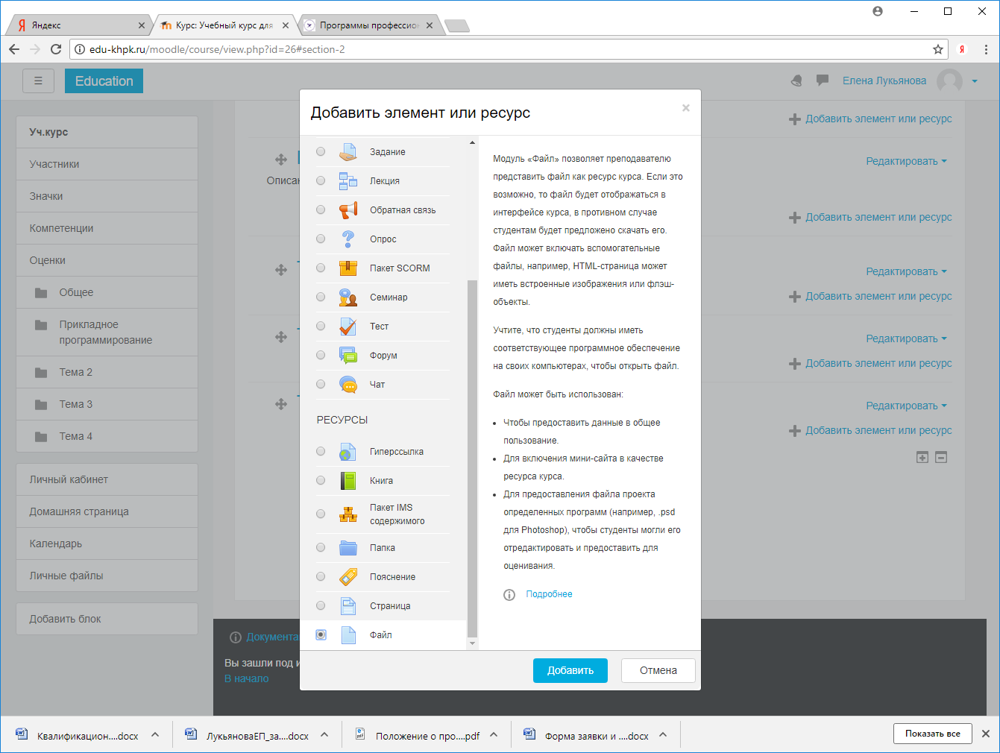 Яндекс
Курс: Учебный курс для
Программы профессион
edu-khpk.ru/moodle/course/view.php?id=26#section-2
Education
Елена Лукьянова
Уч.курс
Участники
Значки
Компетенции
Оценки
Общее
Прикладное
программирование
Тема 2
Тема 3
Тема 4
Личный кабинет
Домашняя страница
Календарь
Личные файлы
Добавить блок
Добавить элемент или ресурс
Редактировать
Описан
Добавить элемент или ресурс
Редактировать
Добавить элемент или ресурс
Редактировать
Добавить элемент или ресурс
Редактировать
Добавить элемент или ресурс
Документа
Вы зашли под и
В начало
Добавить элемент или ресурс
Задание
Лекция
Обратная связь
Опрос
Пакет SCORM
Семинар
Тест
Форум
Чат
РЕСУРСЫ
Гиперссылка
Книга
Пакет IMS
содержимого
Папка
Пояснение
Страница
Файл
Модуль «Файл» позволяет преподавателю
представить файл как ресурс курса. Если это
возможно, то файл будет отображаться в
интерфейсе курса, в противном случае
студентам будет предложено скачать его.
Файл может включать вспомогательные
файлы, например, HTML-страница может
иметь встроенные изображения или флэш-
объекты.
Учтите, что студенты должны иметь
соответствующее программное обеспечение
на своих компьютерах, чтобы открыть файл.
Файл может быть использован:
• Чтобы предоставить данные в общее
пользование.
• Для включения мини-сайта в качестве
ресурса курса.
• Для предоставления файла проекта
определенных программ (например, .psd
для Photoshop), чтобы студенты могли его
отредактировать и предоставить для
оценивания.
Подробнее
Добавить
Отмена
Квалификацион....docx
ЛукьяноваЕП_за....docx
Положение о про....pdf
Форма заявки и ....docx
Показать все